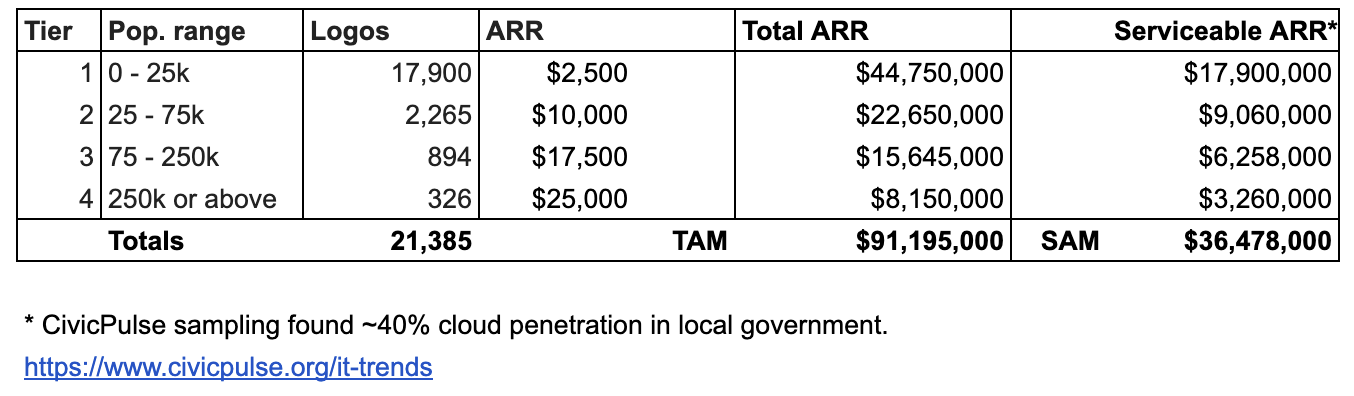 Tier Pop. range Logos ARR Total ARR Serviceable ARR*
1 0 - 25k 17,900 $2,500 $44,750,000 $17,900,000
2 25 - 75k 2,265 $10,000 $22,650,000 $9,060,000
3 75 - 250k 894 $17,500 $15,645,000 $6,258,000
4 250k or above 326 $25,000 $8,150,000 $3,260,000
Totals 21,385 TAM $91,195,000 SAM $36,478,000
* CivicPulse sampling found ~40% cloud penetration in local government.
https://www.civicpulse.org/it-trends